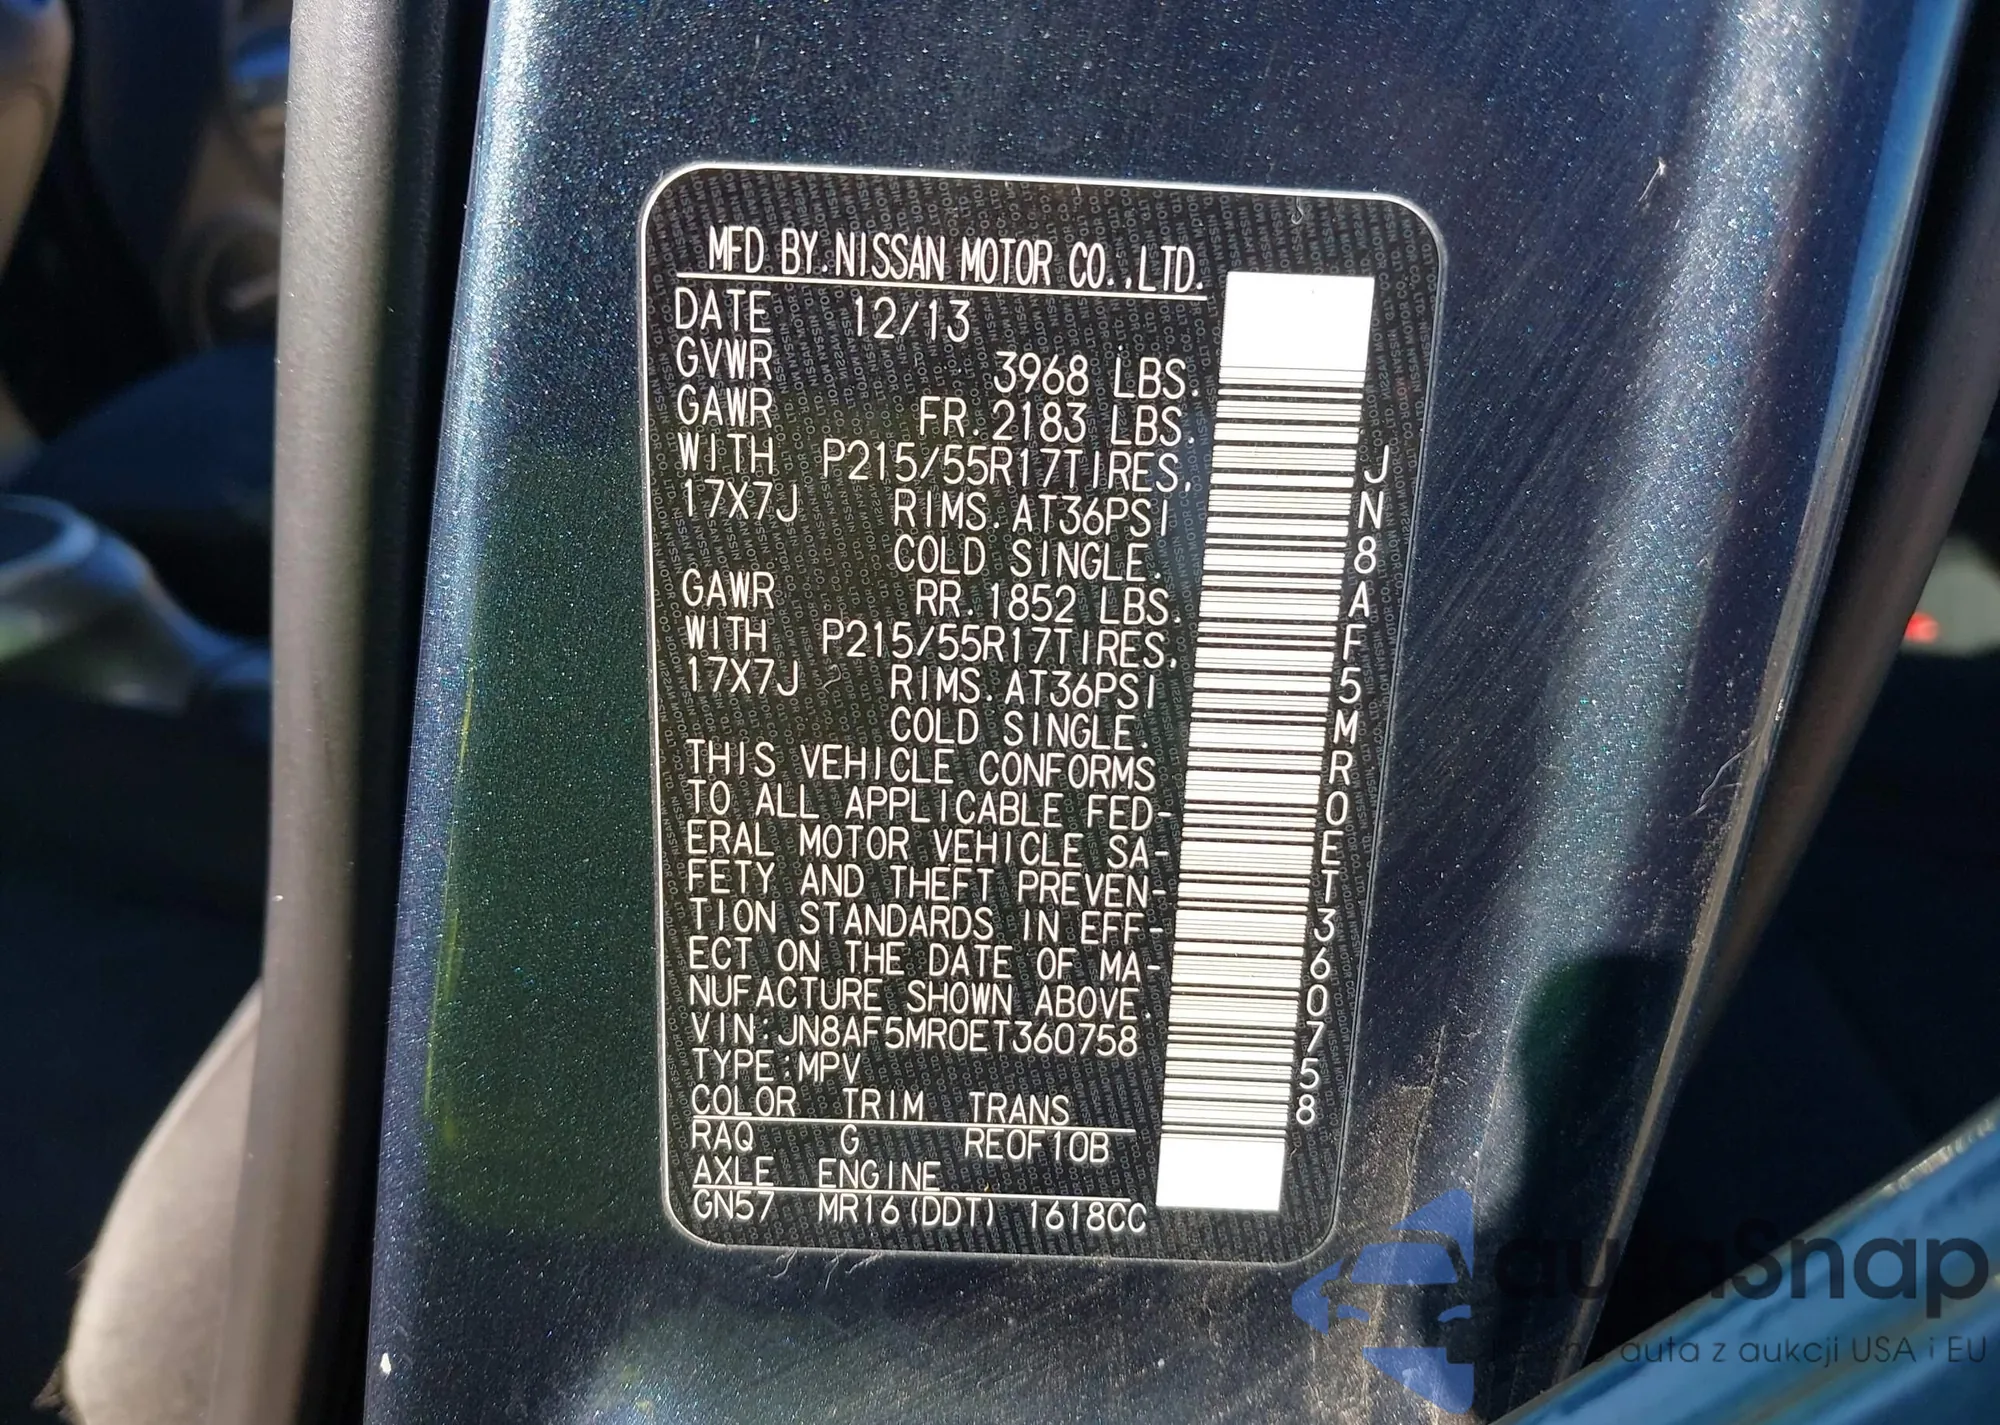 MFD BY.NISSAN MOTOR CO.,LTD.
DATE 12/13
GVWR 3968 LBS.
GAWR FR.2183 LBS.
WITH P215/55R17TIRES,
17X7J RIMS.AT36PSI
COLD SINGLE.
GAWR RR.1852 LBS.
WITH P215/55R17TIRES,
17X7J RIMS.AT36PSI
COLD SINGLE.
THIS VEHICLE CONFORMS
TO ALL APPLICABLE FED-
ERAL MOTOR VEHICLE SA-
FETY AND THEFT PREVEN-
TION STANDARDS IN EFF-
ECT ON THE DATE OF MA-
NUFACTURE SHOWN ABOVE.
VIN:JN8AF5MR0ET360758
TYPE:MPV
COLOR TRIM TRANS
RAQ G RE0F10B
AXLE ENGINE
GN57 MR16(DDT) 1618CC
JN8AF5MR0ET360758
autoSnap
auta z aukcji USA i EU